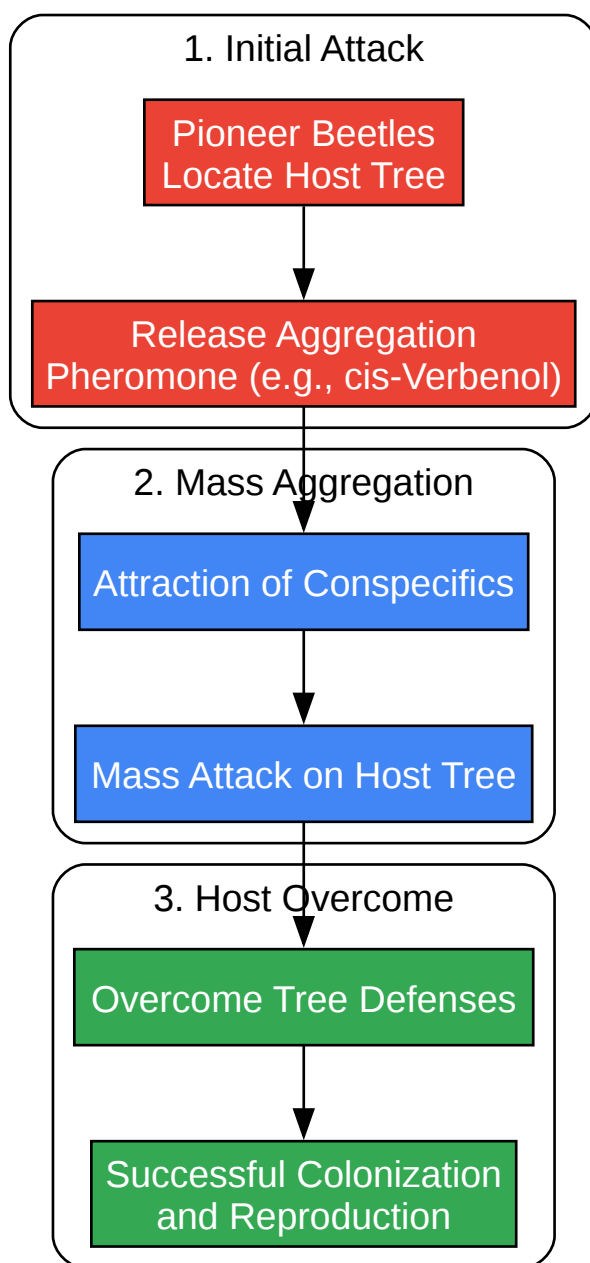 1. Initial Attack
Pioneer Beetles
Locate Host Tree
Release Aggregation
Pheromone (e.g., cis-Verbenol)
2. Mass Aggregation
Attraction of Conspecifics
Mass Attack on Host Tree
3. Host Overcome
Overcome Tree Defenses
Successful Colonization
and Reproduction